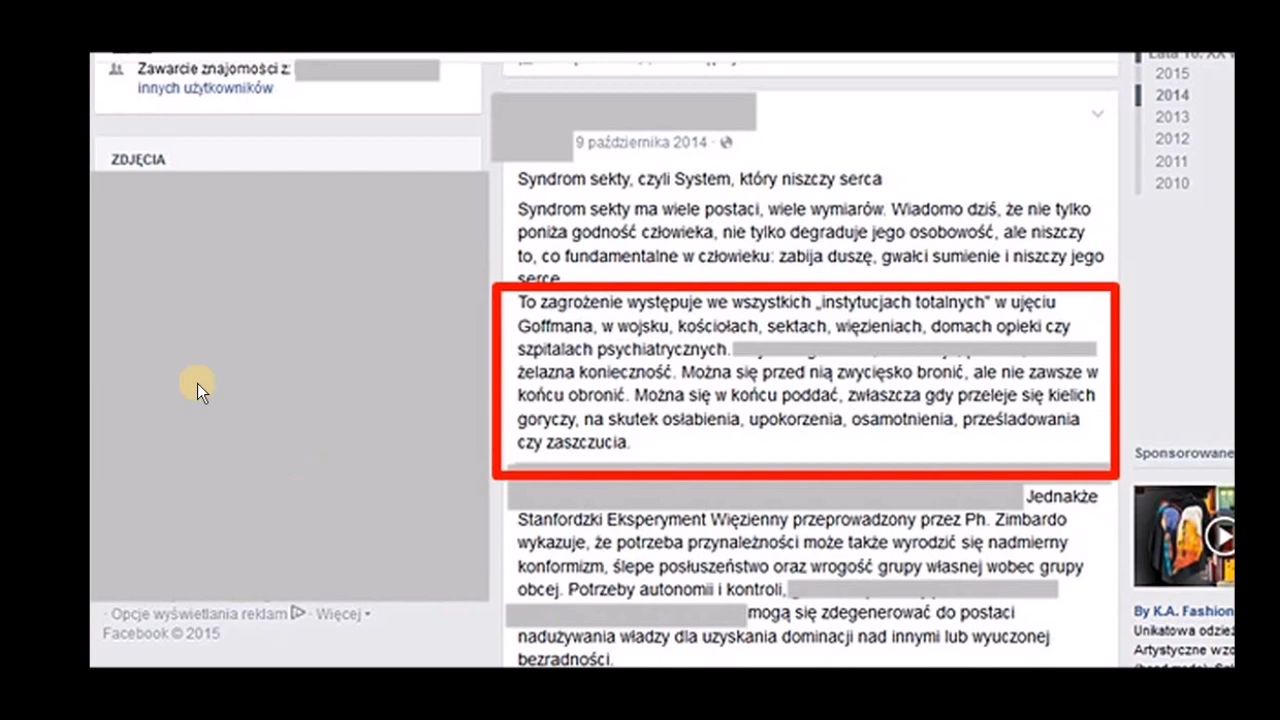 Zawarcie znajomości z:
innych użytkowników
ZDJĘCIA
· Opcje wyświetlania reklam · Więcej
Facebook © 2015
9 października 2014 ·
Syndrom sekty, czyli System, który niszczy serca
Syndrom sekty ma wiele postaci, wiele wymiarów. Wiadomo dziś, że nie tylko
poniża godność człowieka, nie tylko degraduje jego osobowość, ale niszczy
to, co fundamentalne w człowieku: zabija duszę, gwałci sumienie i niszczy jego
serce
To zagrożenie występuje we wszystkich „instytucjach totalnych” w ujęciu
Goffmana, w wojsku, kościołach, sektach, więzieniach, domach opieki czy
szpitalach psychiatrycznych.
żelazna konieczność. Można się przed nią zwycięsko bronić, ale nie zawsze w
końcu obronić. Można się w końcu poddać, zwłaszcza gdy przeleje się kielich
goryczy, na skutek osłabienia, upokorzenia, osamotnienia, prześladowania
czy zaszczucia.
Jednakże
Stanfordzki Eksperyment Więzienny przeprowadzony przez Ph. Zimbardo
wykazuje, że potrzeba przynależności może także wyrodzić się nadmierny
konformizm, ślepe posłuszeństwo oraz wrogość grupy własnej wobec grupy
obcej. Potrzeby autonomii i kontroli,
mogą się zdegenerować do postaci
nadużywania władzy dla uzyskania dominacji nad innymi lub wyuczonej
bezradności.
2015
2014
2013
2012
2011
2010
Sponsorowane
By K.A. Fashion
Unikatowa odzież
Artystyczne